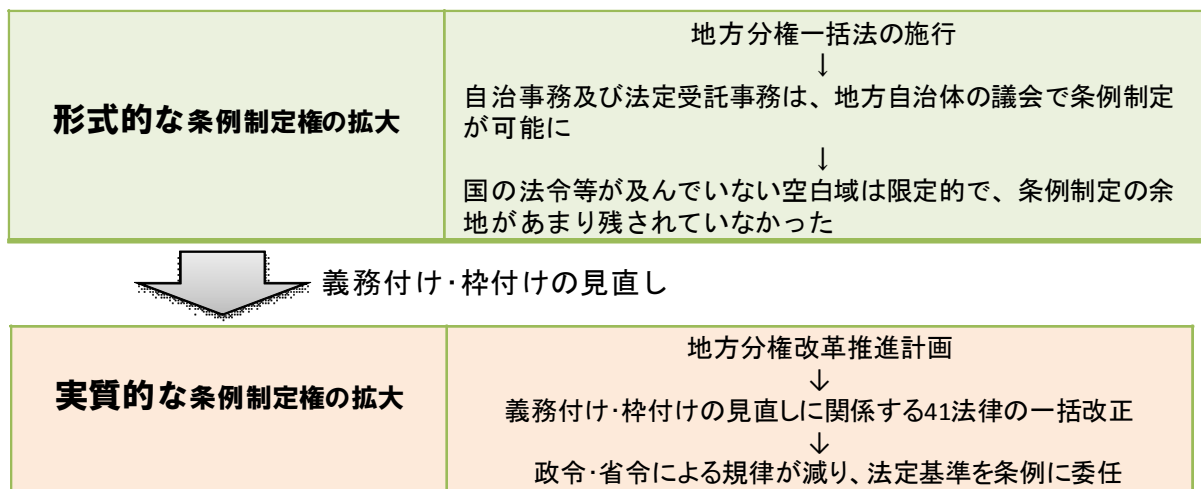 地方分権一括法の施行
↓
形式的な条例制定権の拡大
自治事務及び法定受託事務は、地方自治体の議会で条例制定
が可能に
↓
国の法令等が及んでいない空白域は限定的で、条例制定の余
地があまり残されていなかった
義務付け・枠付けの見直し
地方分権改革推進計画
実質的な条例制定権の拡大
↓
義務付け・枠付けの見直しに関係する41法律の一括改正
↓
政令・省令による規律が減り、法定基準を条例に委任